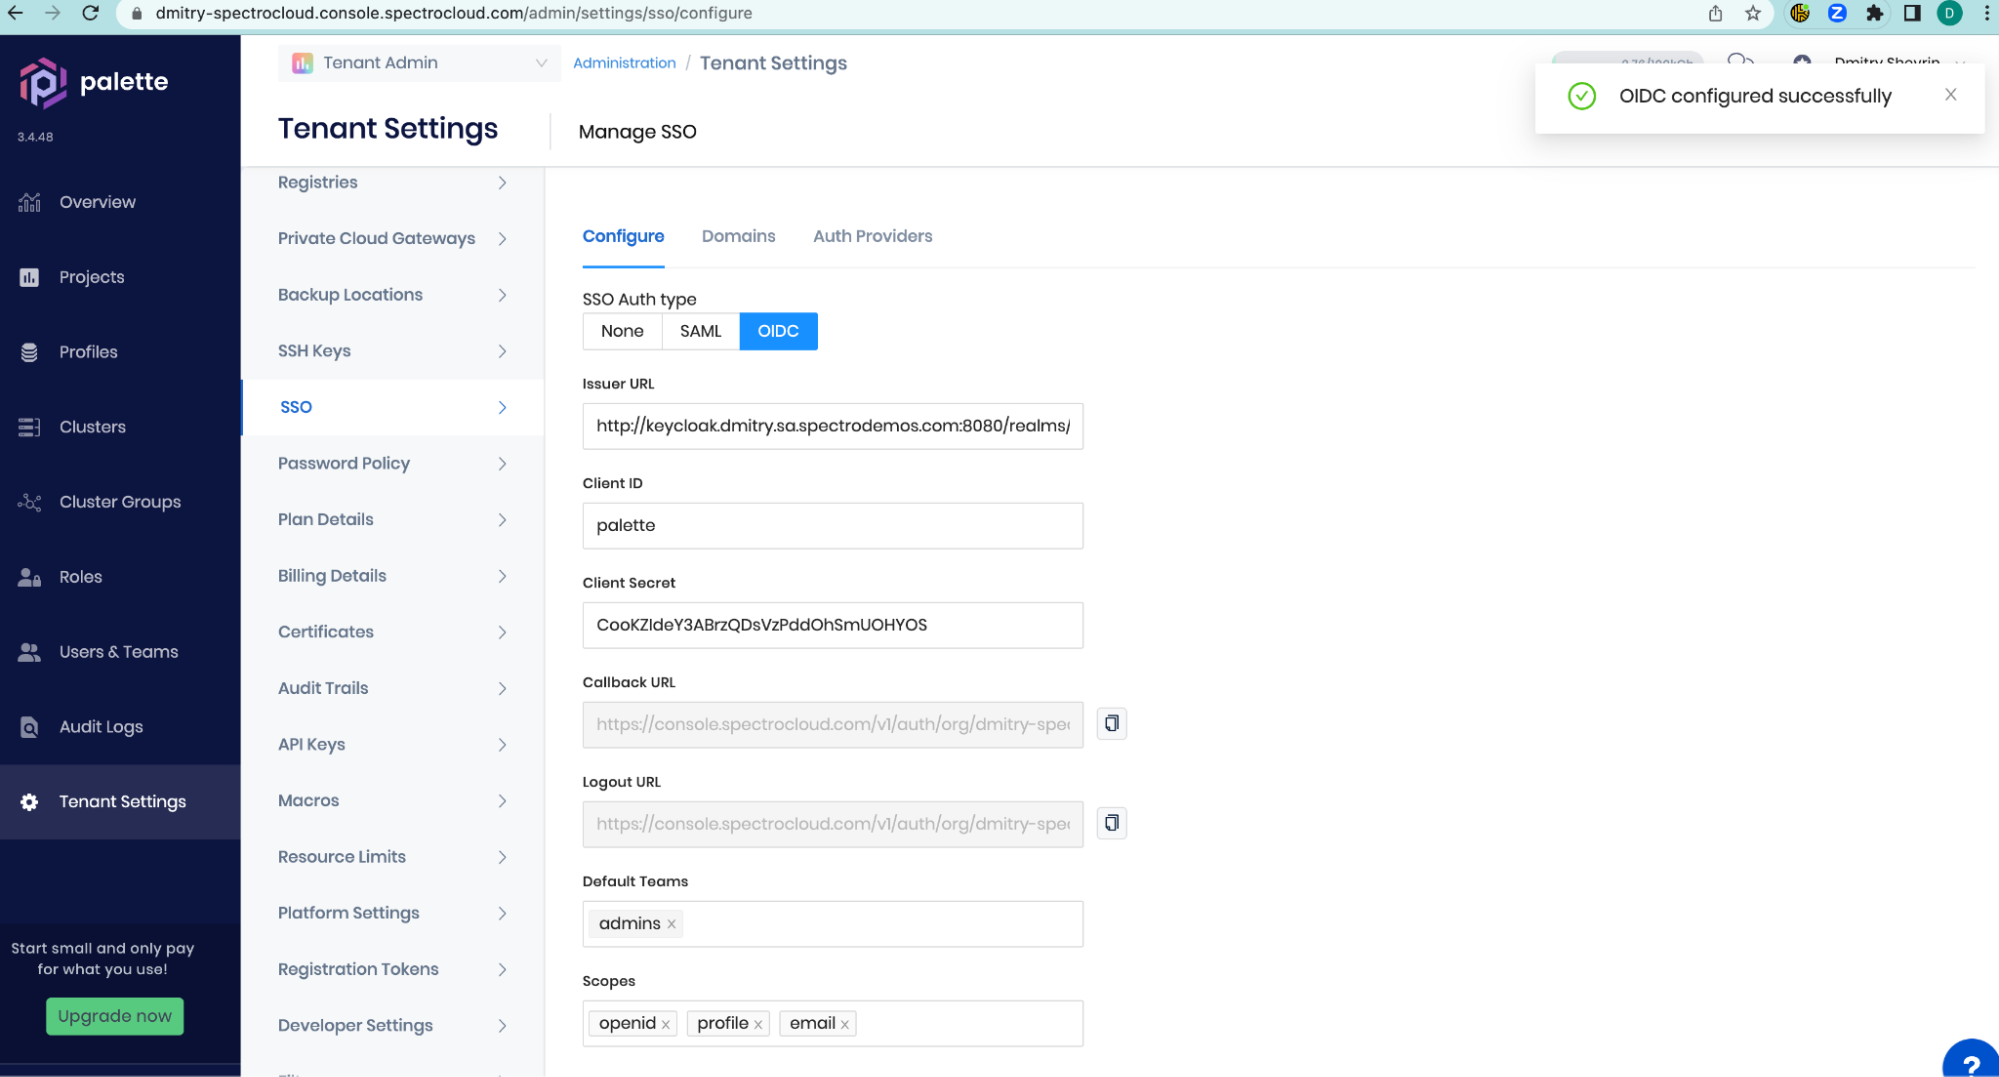 dmitry-spectrocloud.console.spectrocloud.com/admin/settings/sso/configure
Z
D
palette
3.4.48
Overview
Projects
Profiles
Clusters
Cluster Groups
Roles
Users & Teams
Audit Logs
Tenant Settings
Start small and only pay
for what you use!
Upgrade now
Tenant Admin
Administration / Tenant Settings
Dmitry Shevrin
OIDC configured successfully
Tenant Settings
Manage SSO
Registries
Private Cloud Gateways
Backup Locations
SSH Keys
SSO
Password Policy
Plan Details
Billing Details
Certificates
Audit Trails
API Keys
Macros
Resource Limits
Platform Settings
Registration Tokens
Developer Settings
Configure Domains Auth Providers
SSO Auth type
None SAML OIDC
Issuer URL
http://keycloak.dmitry.sa.spectrodemos.com:8080/realms/
Client ID
palette
Client Secret
CooKZIdeY3ABrzQDsVzPddOhSmUOHYOS
Callback URL
https://console.spectrocloud.com/v1/auth/org/dmitry-spec
Logout URL
https://console.spectrocloud.com/v1/auth/org/dmitry-spec
Default Teams
admins ×
Scopes
openid × profile × email ×
?